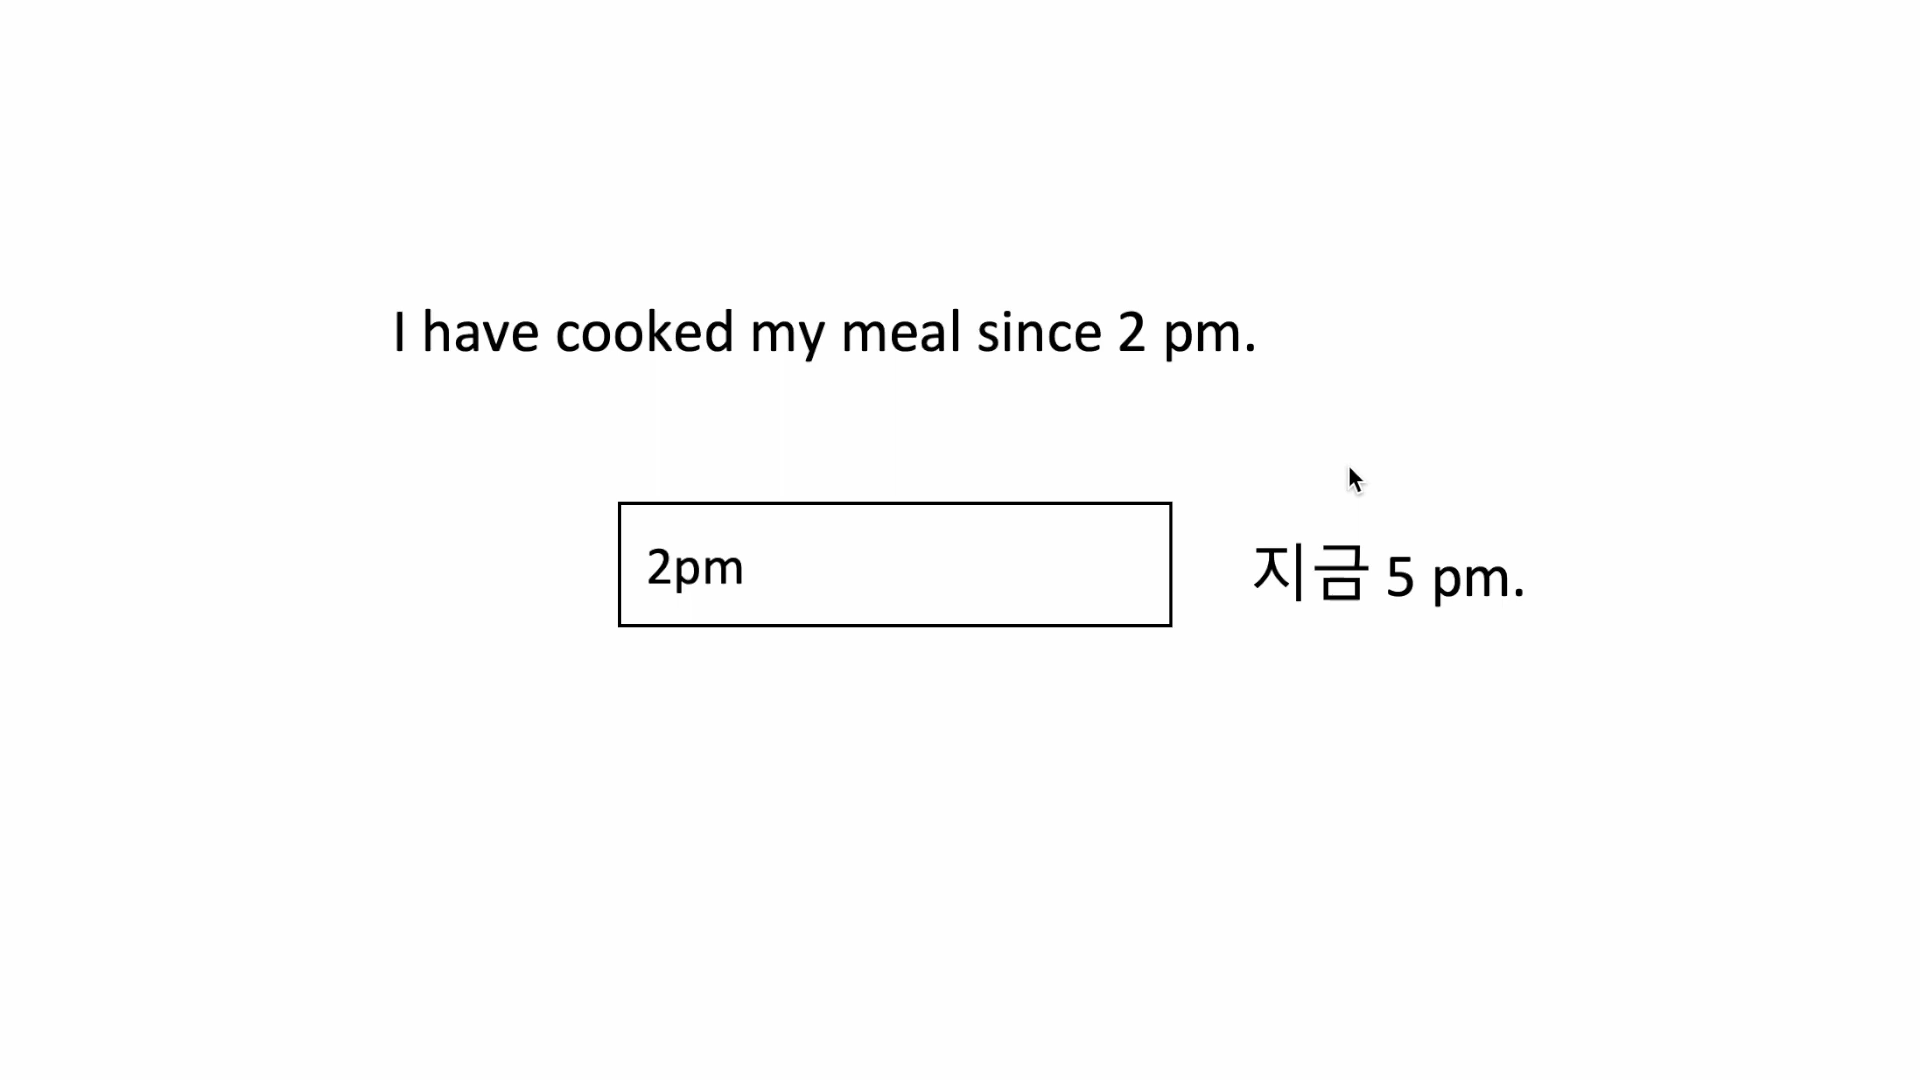 I have cooked my meal since 2 pm.
2pm
지금 5 pm.